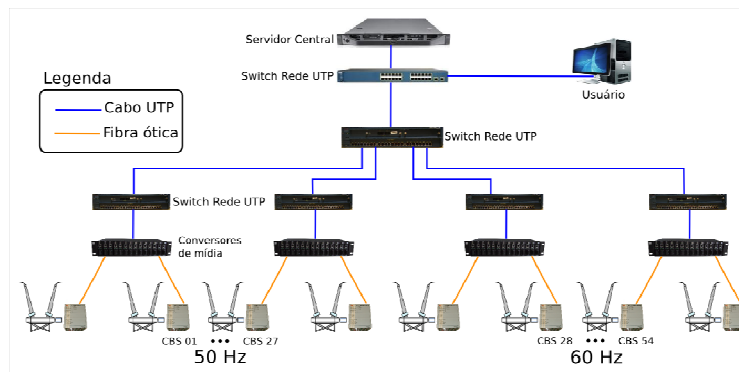 Servidor Central
Switch Rede UTP
Usuário
Legenda
Cabo UTP
Fibra ótica
Switch Rede UTP
Switch Rede UTP
Conversores
de mídia
CBS 01 ••• CBS 27
CBS 28 ••• CBS 54
50 Hz
60 Hz